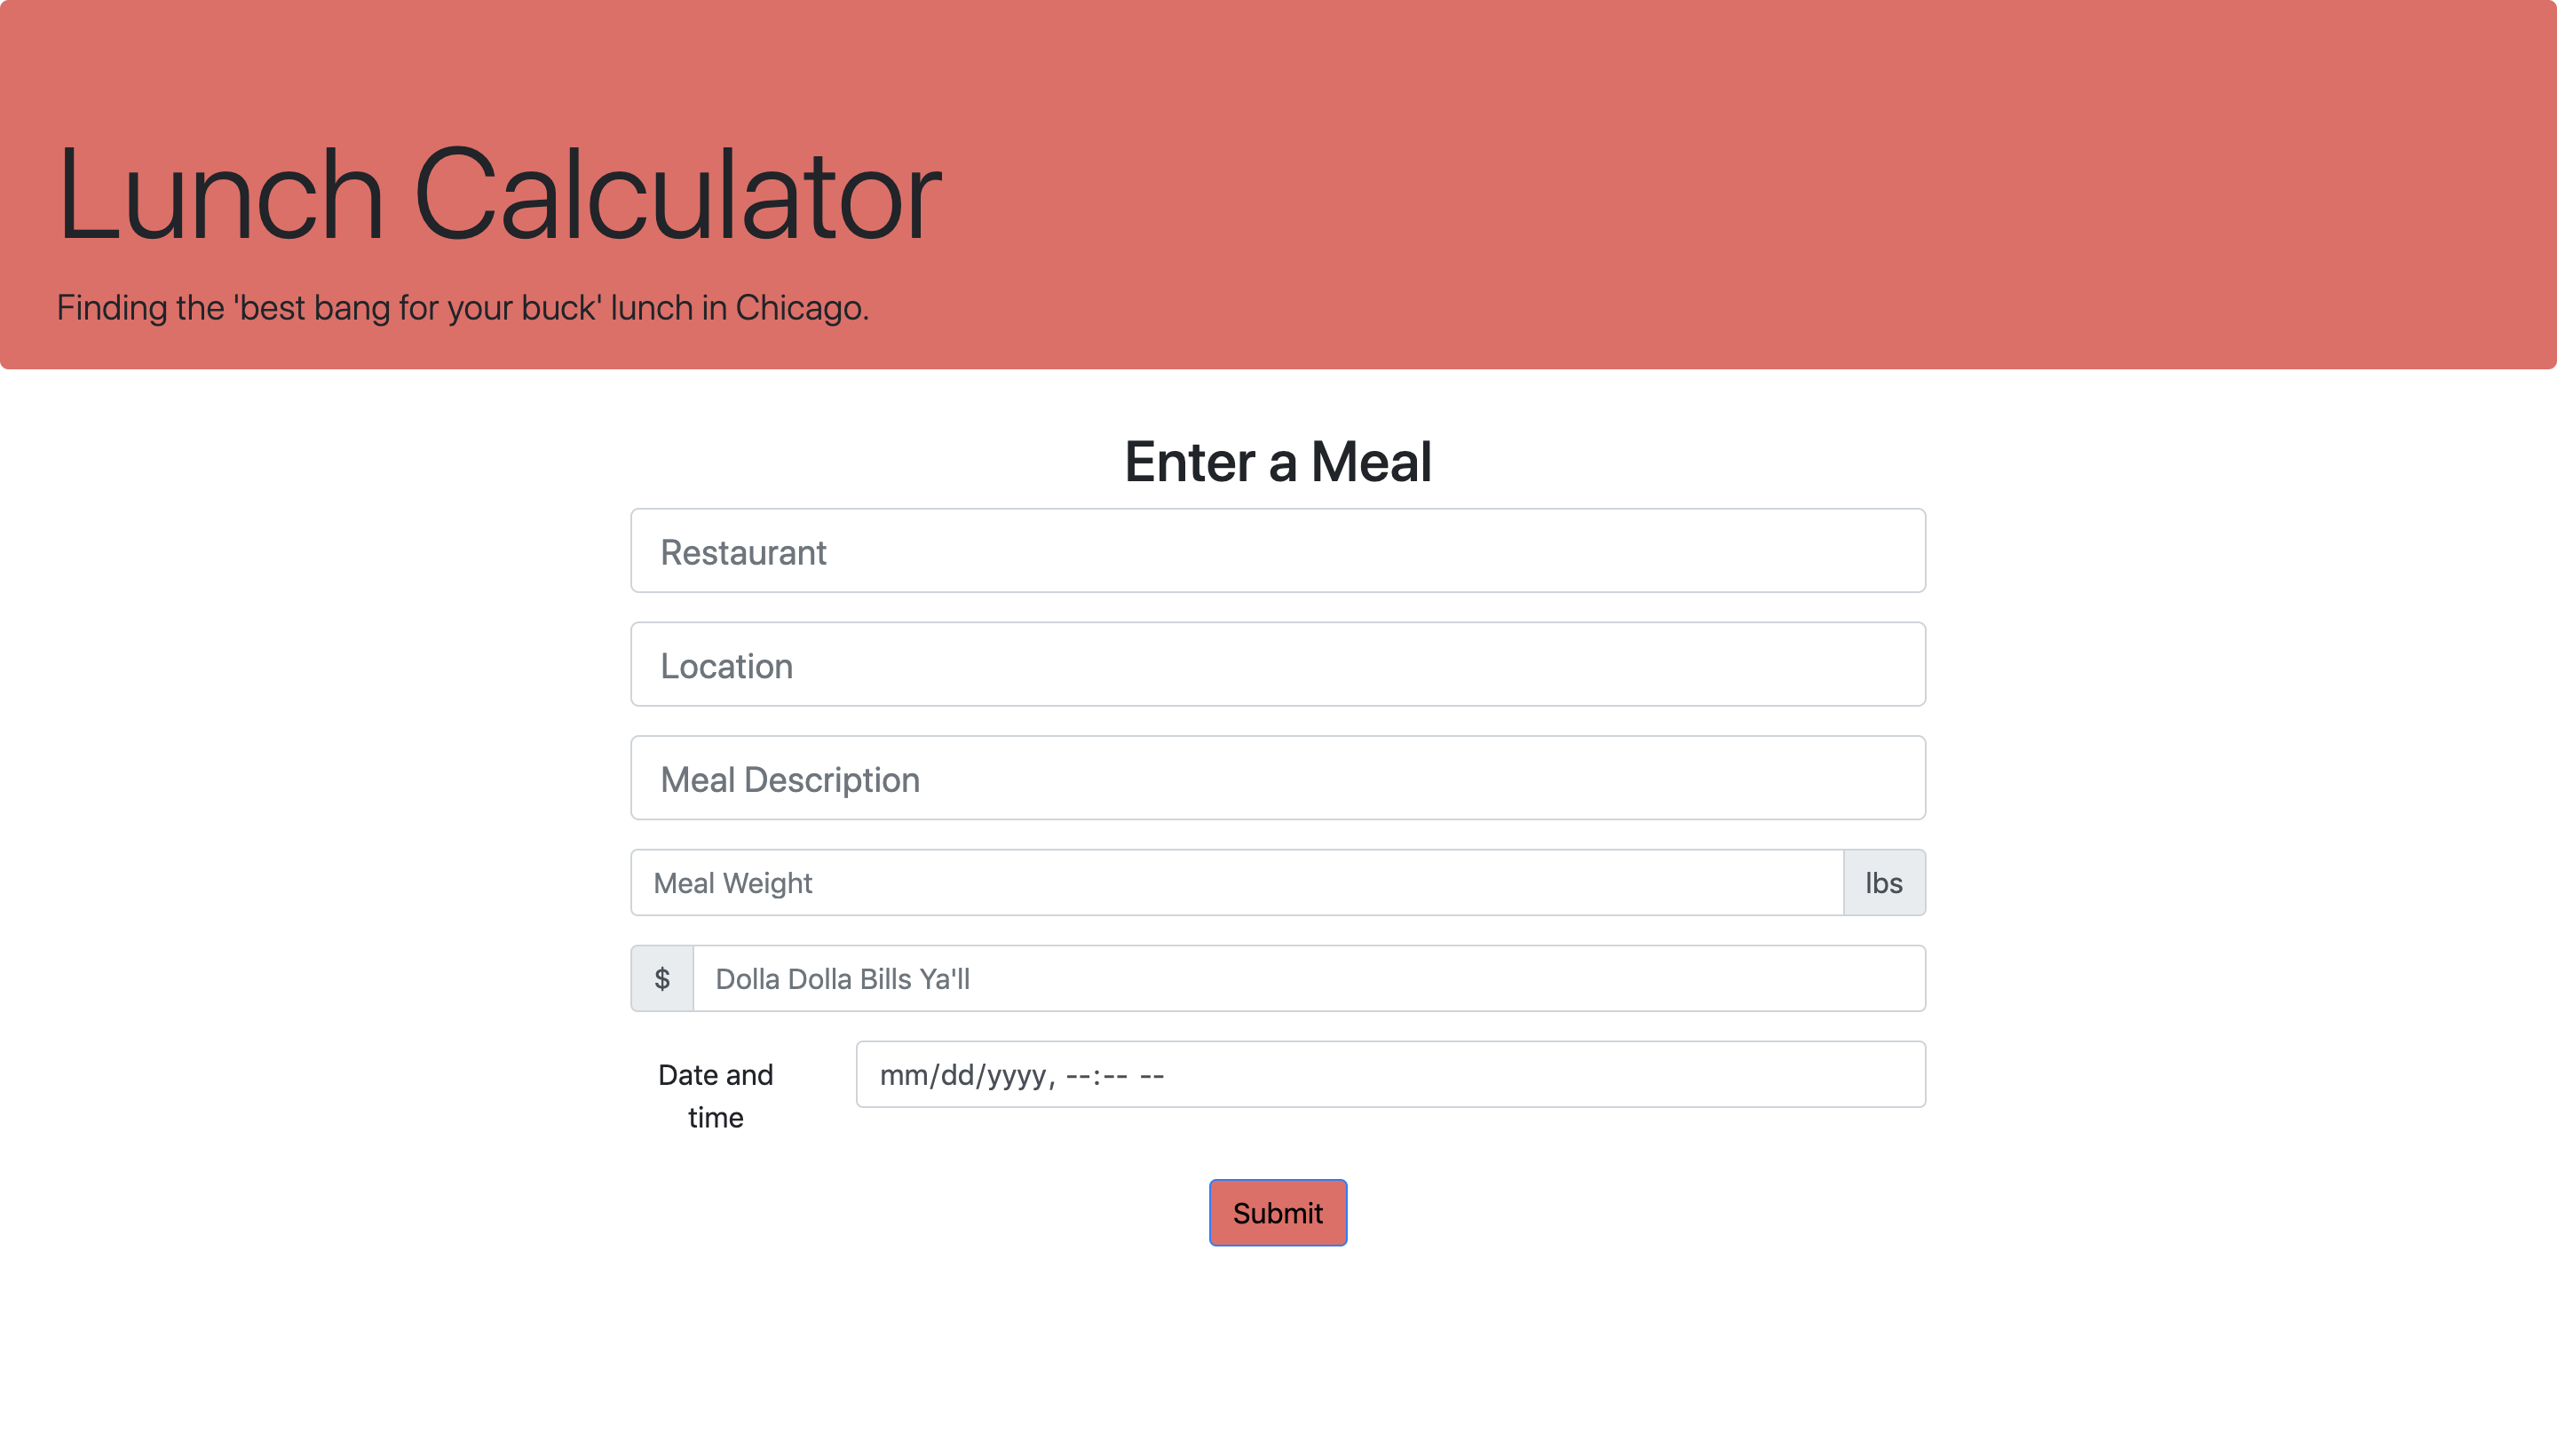 Lunch Calculator
Finding the 'best bang for your buck' lunch in Chicago.
Enter a Meal
Restaurant
Location
Meal Description
Meal Weight lbs
$ Dolla Dolla Bills Ya'll
Date and mm/dd/yyyy, --:-- --
time
Submit